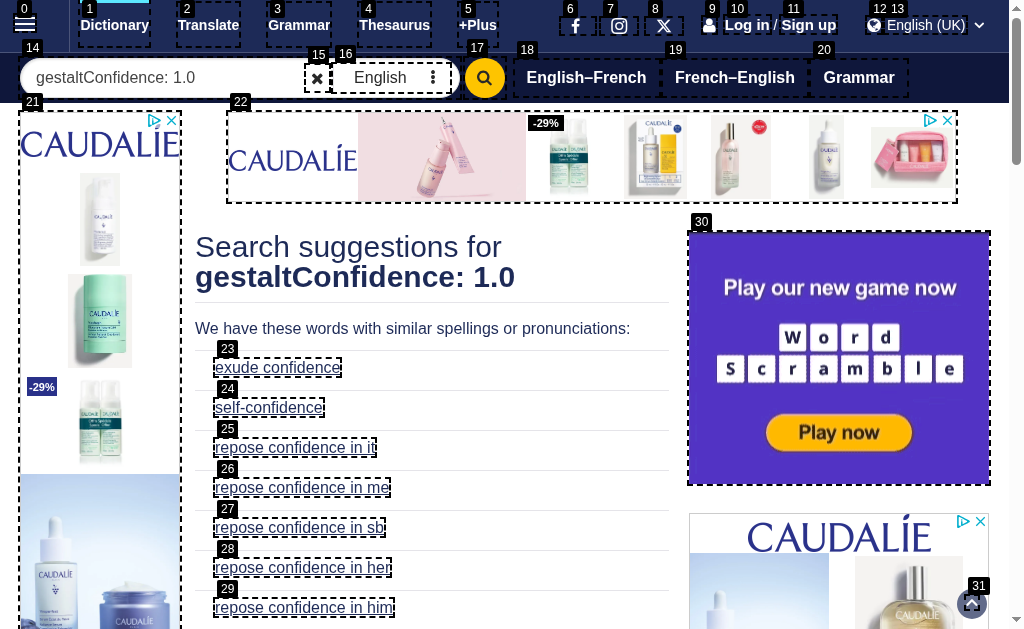 0 1 2 3 4 5 6 7 8 9 10 11 12 13
Dictionary Translate Grammar Thesaurus +Plus Log in / Sign up English (UK)
14 15 16 17 18 19 20
gestaltConfidence: 1.0 English English–French French–English Grammar
21 22
CAUDALÍE
CAUDALÍE
-29%
30
Search suggestions for
gestaltConfidence: 1.0
We have these words with similar spellings or pronunciations:
23
exude confidence
24
self-confidence
25
repose confidence in it
26
repose confidence in me
27
repose confidence in sb
28
repose confidence in her
29
repose confidence in him
-29%
CAUDALÍE
CAUDALÍE
Play our new game now
Word
Scramble
Play now
CAUDALÍE
31